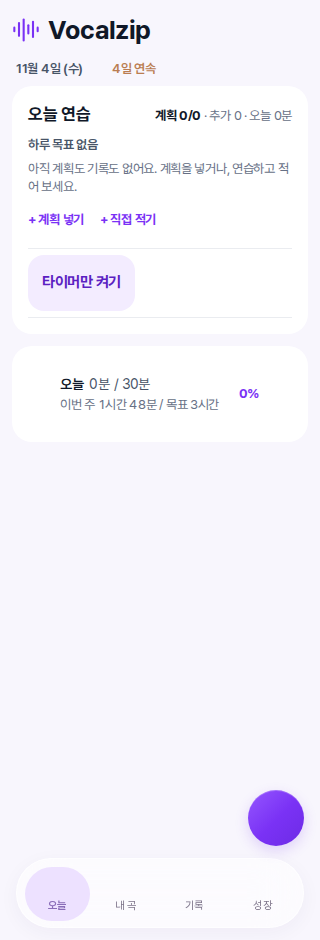 Vocalzip
11월 4일 (수) 4일 연속
오늘 연습 계획 0/0 · 추가 0 · 오늘 0분
하루 목표 없음
아직 계획도 기록도 없어요. 계획을 넣거나, 연습하고 적
어 보세요.
+ 계획 넣기 + 직접 적기
타이머만 켜기
오늘 0분 / 30분
이번 주 1시간 48분 / 목표 3시간
0%
오늘 내 곡 기록 성장